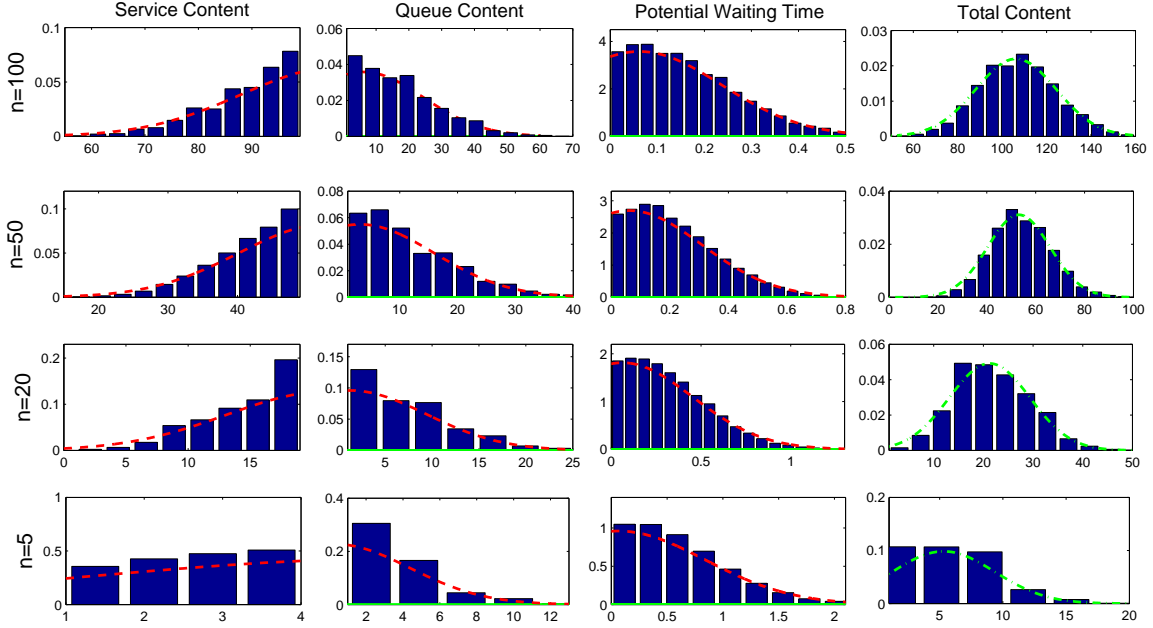 Service Content Queue Content Potential Waiting Time Total Content
n=100
0.1
0.05
0
60 70 80 90
0.06
0.04
0.02
0
10 20 30 40 50 60 70
4
2
0
0 0.1 0.2 0.3 0.4 0.5
0.03
0.02
0.01
0
60 80 100 120 140 160
n=50
0.1
0.05
0
20 30 40
0.08
0.06
0.04
0.02
0
10 20 30 40
3
2
1
0
0 0.2 0.4 0.6 0.8
0.04
0.02
0
0 20 40 60 80 100
n=20
0.2
0.1
0
0 5 10 15
0.15
0.1
0.05
0
5 10 15 20 25
2
1
0
0 0.5 1
0.06
0.04
0.02
0
10 20 30 40 50
n=5
1
0.5
0
1 2 3 4
0.4
0.2
0
2 4 6 8 10 12
1
0.5
0
0 0.5 1 1.5 2
0.2
0.1
0
5 10 15 20